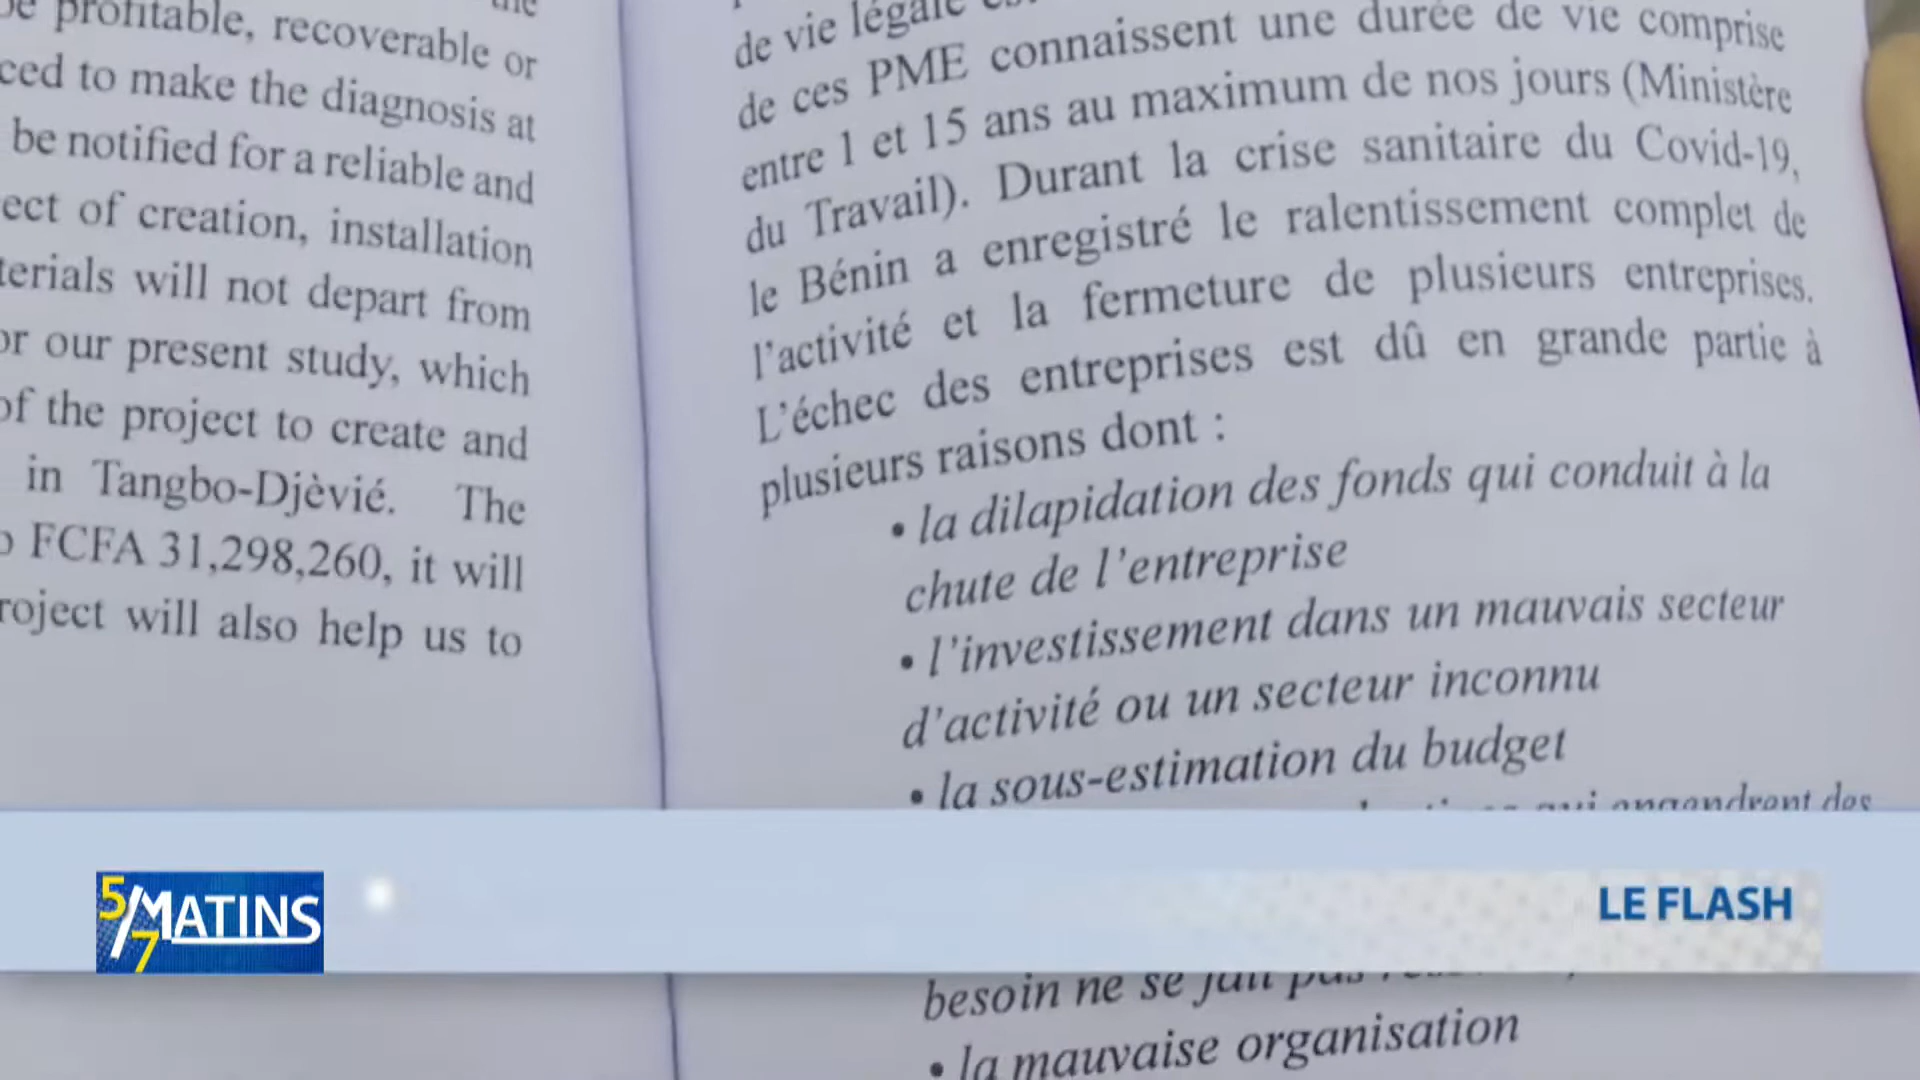 profitable, recoverable or
ced to make the diagnosis at
be notified for a reliable and
ect of creation, installation
terials will not depart from
or our present study, which
of the project to create and
in Tangbo-Djèvié. The
FCFA 31,298,260, it will
roject will also help us to
de vie légale
de ces PME connaissent une durée de vie comprise
entre 1 et 15 ans au maximum de nos jours (Ministère
du Travail). Durant la crise sanitaire du Covid-19,
le Bénin a enregistré le ralentissement complet de
l'activité et la fermeture de plusieurs entreprises.
L'échec des entreprises est dû en grande partie à
plusieurs raisons dont :
• la dilapidation des fonds qui conduit à la
chute de l'entreprise
• l'investissement dans un mauvais secteur
d'activité ou un secteur inconnu
• la sous-estimation du budget
qui engendrent des
5/7 MATINS
LE FLASH
besoin ne se fait pas
• la mauvaise organisation